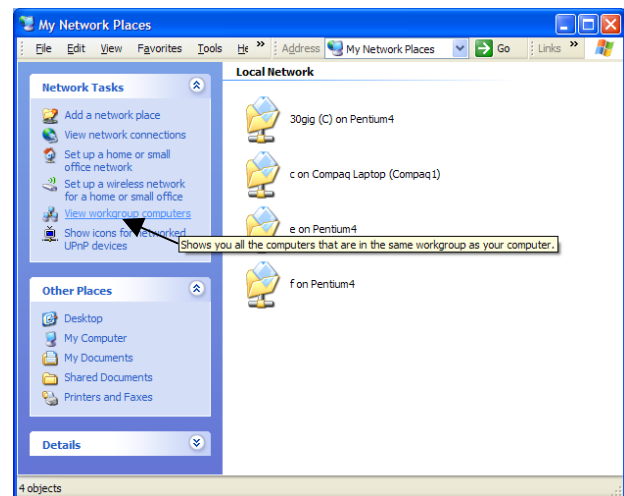 My Network Places
File Edit View Favorites Tools He » Address My Network Places Go Links »
Network Tasks
Add a network place
View network connections
Set up a home or small
office network
Set up a wireless network
for a home or small office
View workgroup computers
Show icons for networked
UPnP devices
Shows you all the computers that are in the same workgroup as your computer.
Other Places
Desktop
My Computer
My Documents
Shared Documents
Printers and Faxes
Details
Local Network
30gig (C) on Pentium4
c on Compaq Laptop (Compaq1)
e on Pentium4
f on Pentium4
4 objects